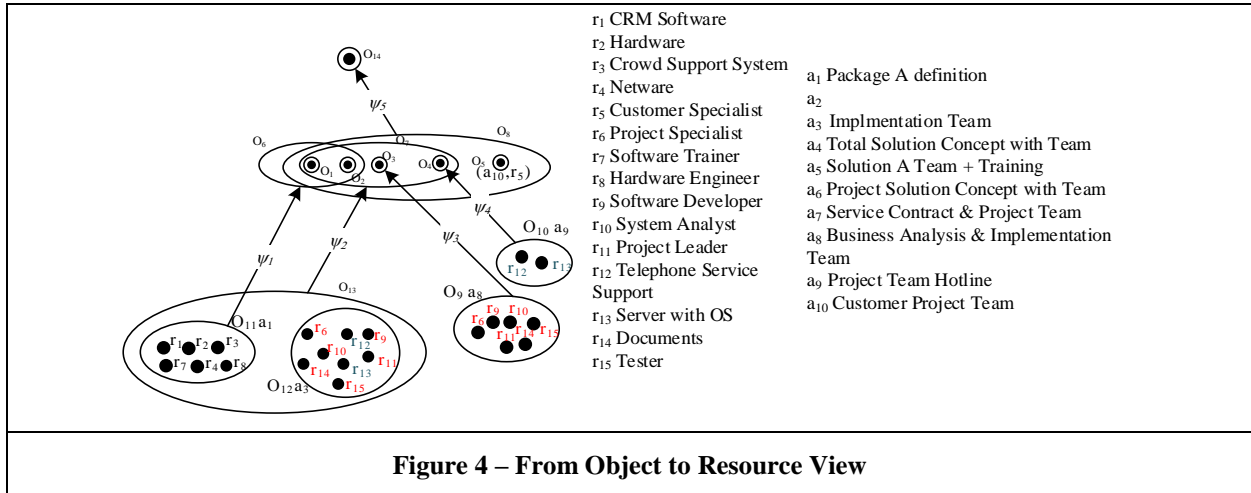 O14
ψ5
O6
O7
O8
O1
O2
O3
O4
O5
(a10,r5)
ψ1
ψ2
ψ3
ψ4
O10 a9
r12 r13
O13
O9 a8
r9 r10
r6 r15
r11 r14
O11 a1
r1 r2 r3
r7 r4 r8
r6 r9
r12
r10 r11
r14 r13
r15
O12 a3
r1 CRM Software
r2 Hardware
r3 Crowd Support System
r4 Netware
r5 Customer Specialist
r6 Project Specialist
r7 Software Trainer
r8 Hardware Engineer
r9 Software Developer
r10 System Analyst
r11 Project Leader
r12 Telephone Service
Support
r13 Server with OS
r14 Documents
r15 Tester
a1 Package A definition
a2
a3 Implmentation Team
a4 Total Solution Concept with Team
a5 Solution A Team + Training
a6 Project Solution Concept with Team
a7 Service Contract & Project Team
a8 Business Analysis & Implementation
Team
a9 Project Team Hotline
a10 Customer Project Team
Figure 4 – From Object to Resource View